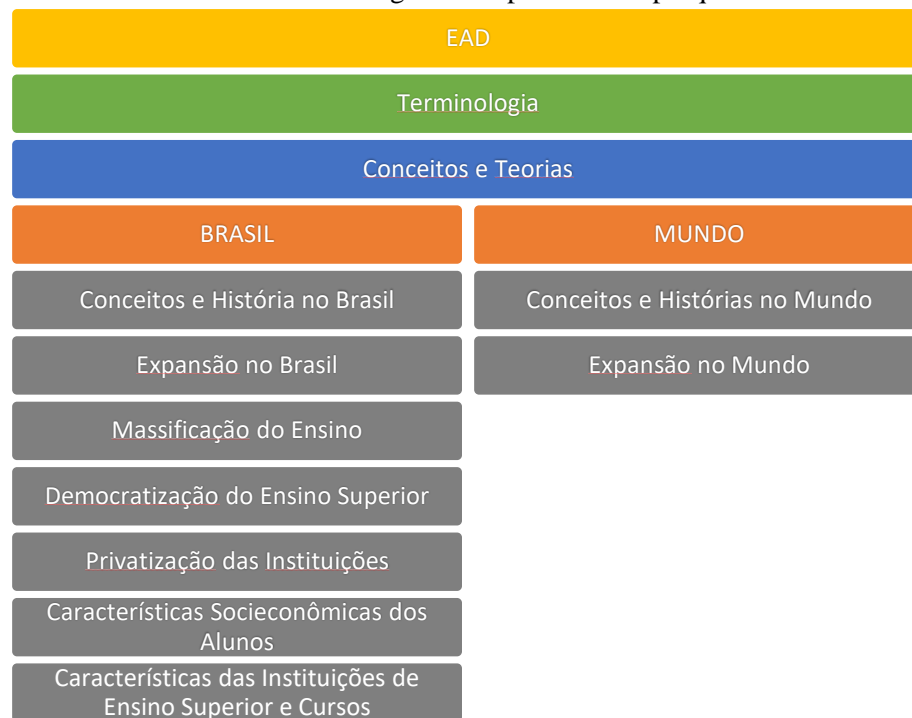 EAD
Terminologia
Conceitos e Teorias
BRASIL
MUNDO
Conceitos e História no Brasil
Conceitos e Histórias no Mundo
Expansão no Brasil
Expansão no Mundo
Massificação do Ensino
Democratização do Ensino Superior
Privatização das Instituições
Característícas Socieconômicas dos
Alunos
Características das Instituições de
Ensino Superior e Cursos